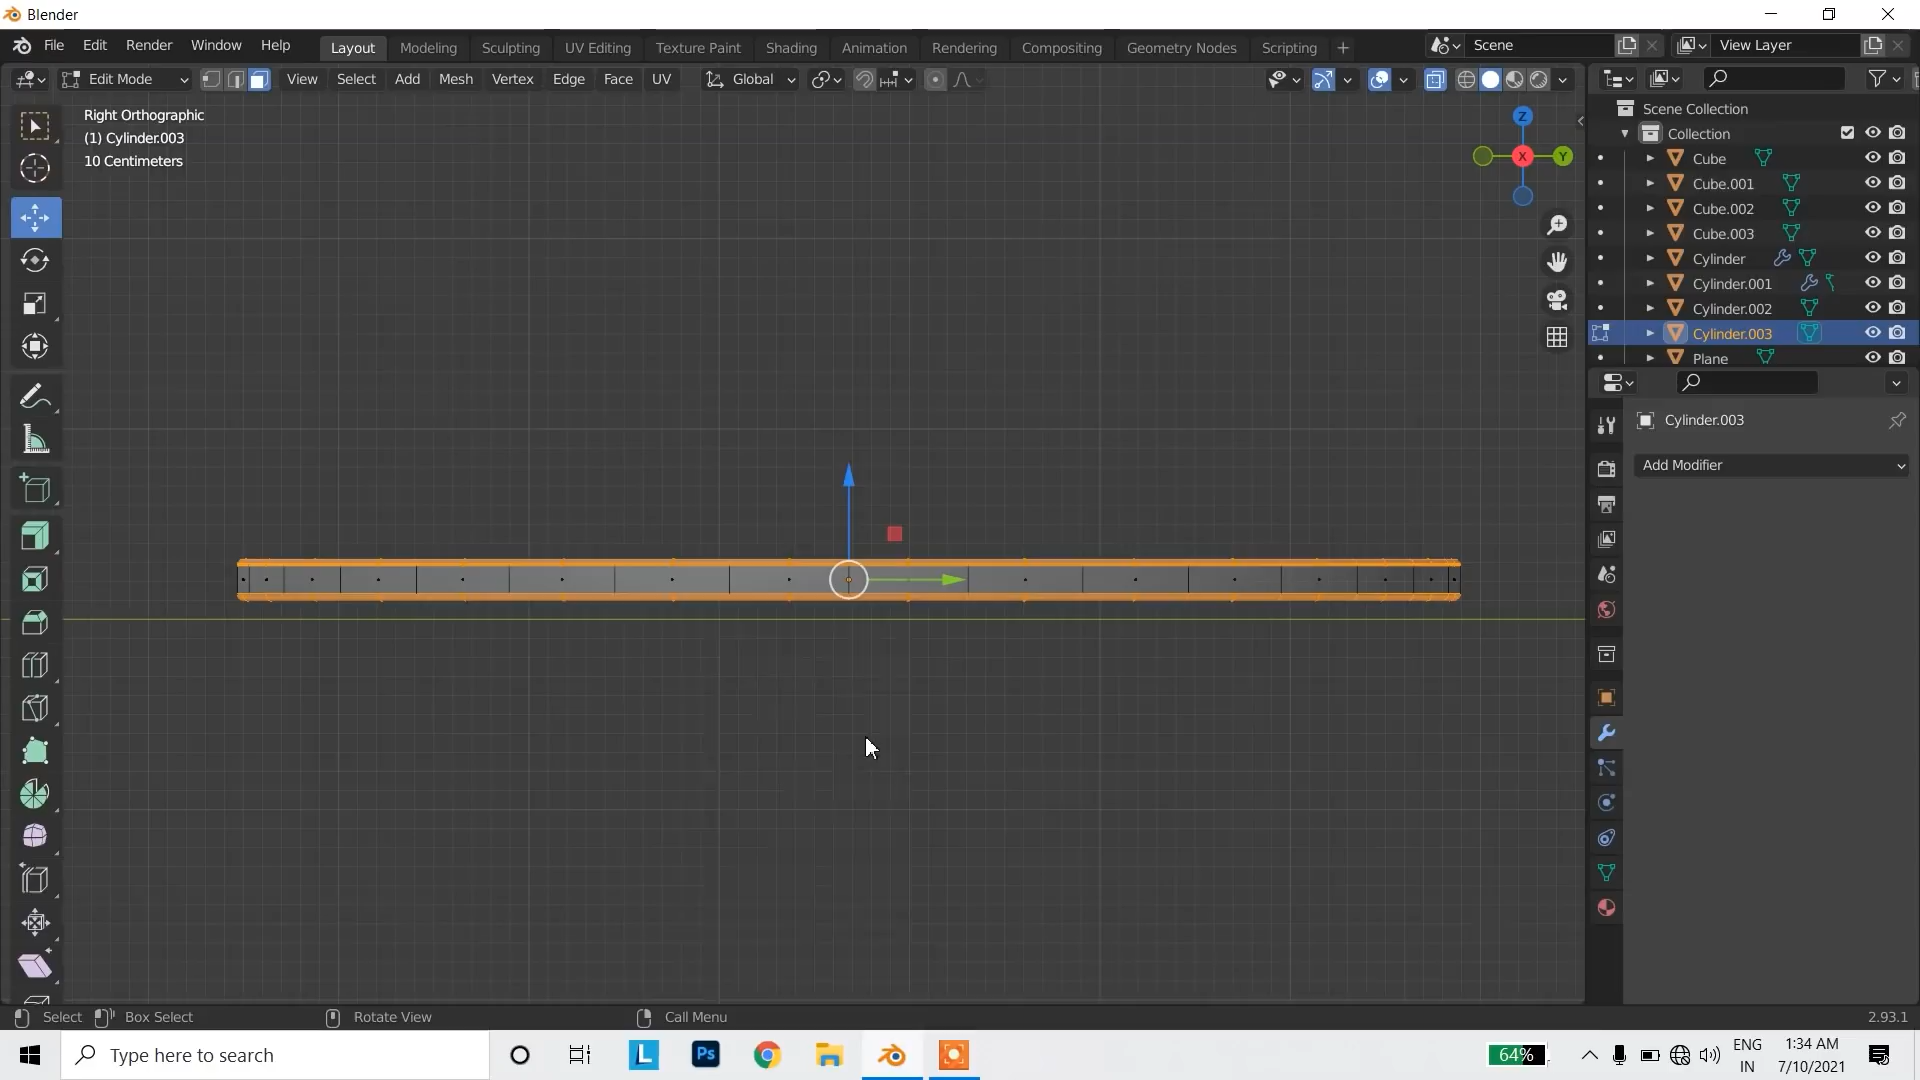 Blender
File Edit Render Window Help Layout Modeling Sculpting UV Editing Texture Paint Shading Animation Rendering Compositing Geometry Nodes Scripting + Scene View Layer
Edit Mode View Select Add Mesh Vertex Edge Face UV Global
Right Orthographic
(1) Cylinder.003
10 Centimeters
Z
X
Y
Scene Collection
Collection
Cube
Cube.001
Cube.002
Cube.003
Cylinder
Cylinder.001
Cylinder.002
Cylinder.003
Plane
Cylinder.003
Add Modifier
Select Box Select Rotate View Call Menu 2.93.1
Type here to search
L
Ps
64%
ENG
IN
1:34 AM
7/10/2021